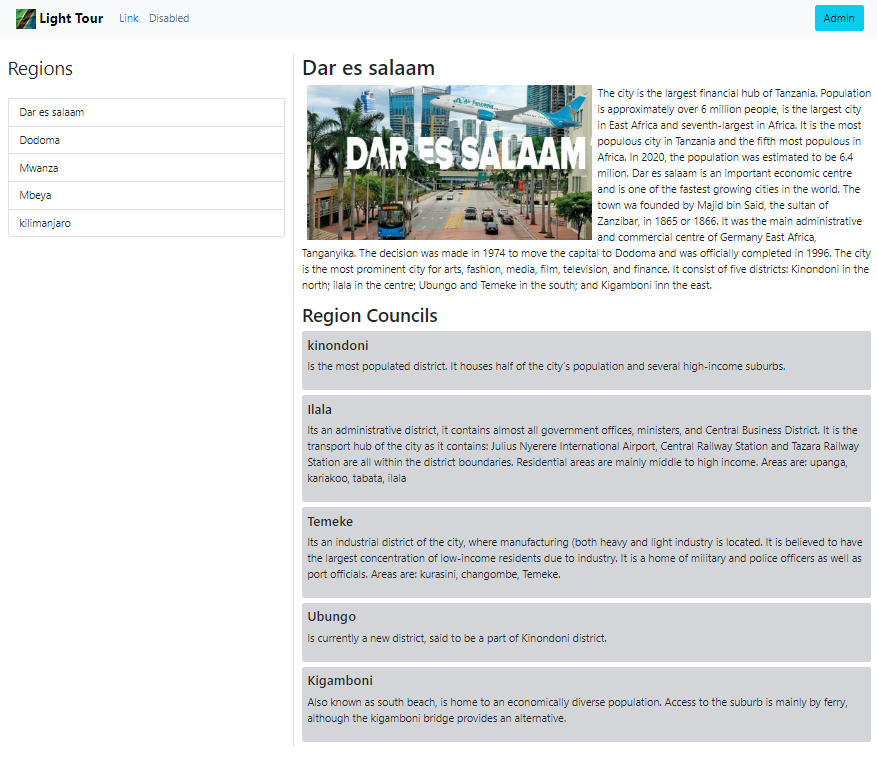 Light Tour
Link
Disabled
Admin
Regions
Dar es salaam
Dodoma
Mwanza
Mbeya
kilimanjaro
Dar es salaam
DAR ES SALAAM
The city is the largest financial hub of Tanzania. Population
is approximately over 6 million people, is the largest city
in East Africa and seventh-largest in Africa. It is the most
populous city in Tanzania and the fifth most populous in
Africa. In 2020, the population was estimated to be 6.4
milion. Dar es salaam is an important economic centre
and is one of the fastest growing cities in the world. The
town wa founded by Majid bin Said, the sultan of
Zanzibar, in 1865 or 1866. It was the main administrative
and commercial centre of Germany East Africa,
Tanganyika. The decision was made in 1974 to move the capital to Dodoma and was officially completed in 1996. The city
is the most prominent city for arts, fashion, media, film, television, and finance. It consist of five districts: Kinondoni in the
north; ilala in the centre; Ubungo and Temeke in the south; and Kigamboni inn the east.
Region Councils
kinondoni
Is the most populated district. It houses half of the city's population and several high-income suburbs.
Ilala
Its an administrative district, it contains almost all government offices, ministers, and Central Business District. It is the
transport hub of the city as it contains: Julius Nyerere International Airport, Central Railway Station and Tazara Railway
Station are all within the district boundaries. Residential areas are mainly middle to high income. Areas are: upanga,
kariakoo, tabata, ilala
Temeke
Its an industrial district of the city, where manufacturing (both heavy and light industry is located. It is believed to have
the largest concentration of low-income residents due to industry. It is a home of military and police officers as well as
port officials. Areas are: kurasini, changombe, Temeke.
Ubungo
Is currently a new district, said to be a part of Kinondoni district.
Kigamboni
Also known as south beach, is home to an economically diverse population. Access to the suburb is mainly by ferry,
although the kigamboni bridge provides an alternative.